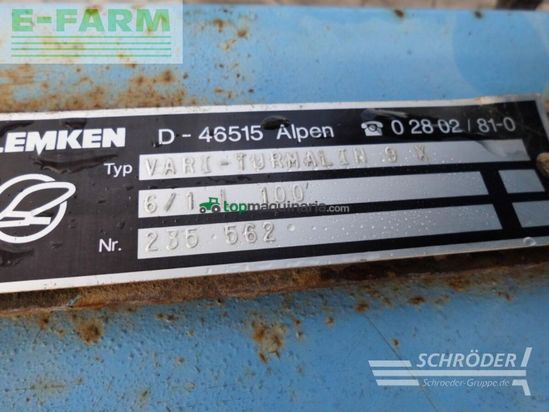 E-FARM
LEMKEN D-46515 Alpen ☎ 0 28 02 / 81-0
Typ VARI-TURMALIN 9 X
6/1 L 100
topmaquinaria.com
Nr. 235 562
SCHRÖDER
Schroeder-Gruppe.de